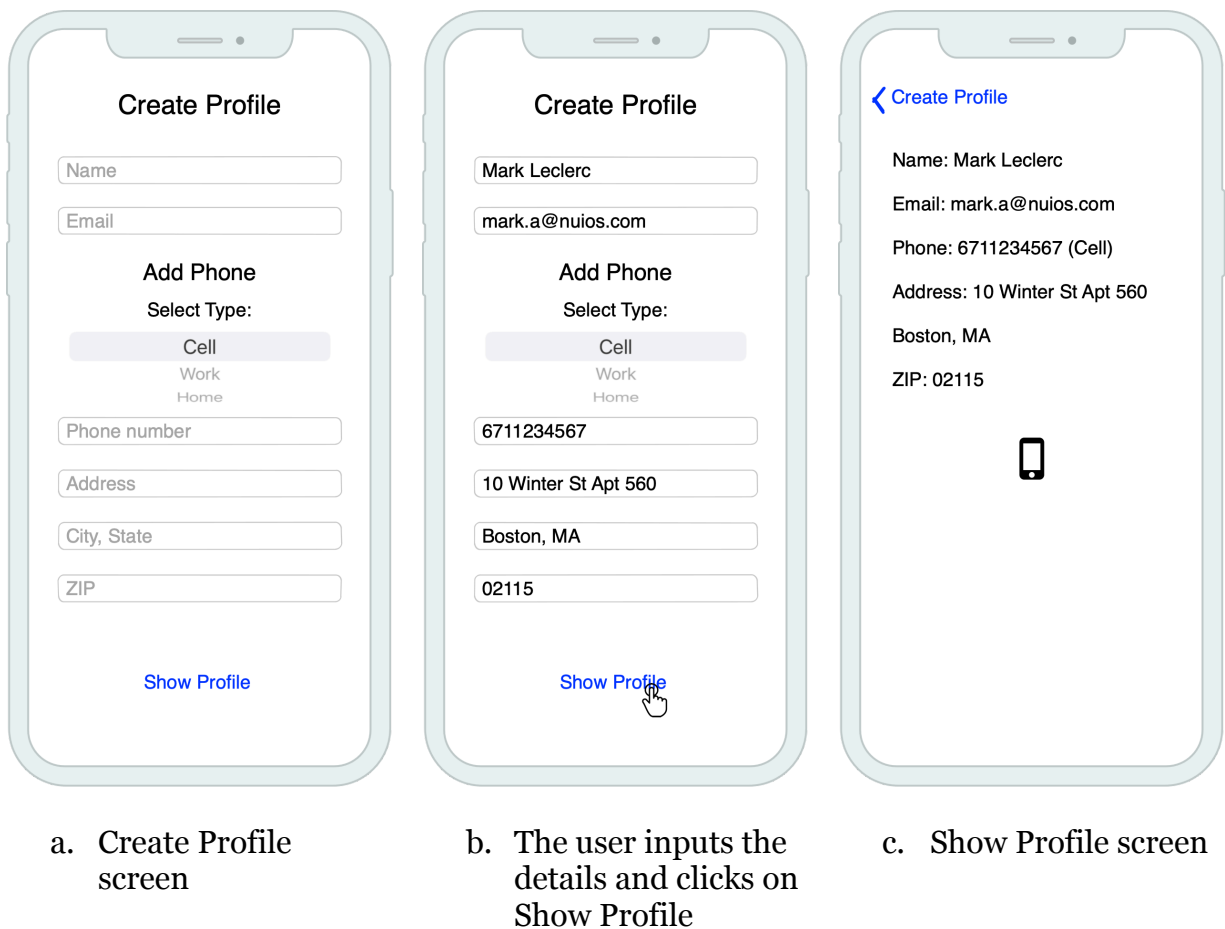 Create Profile
Name
Email
Add Phone
Select Type:
Cell
Work
Home
Phone number
Address
City, State
ZIP
Show Profile
a. Create Profile
screen
Create Profile
Mark Leclerc
mark.a@nuios.com
Add Phone
Select Type:
Cell
Work
Home
6711234567
10 Winter St Apt 560
Boston, MA
02115
Show Profile
b. The user inputs the
details and clicks on
Show Profile
Create Profile
Name: Mark Leclerc
Email: mark.a@nuios.com
Phone: 6711234567 (Cell)
Address: 10 Winter St Apt 560
Boston, MA
ZIP: 02115
c. Show Profile screen